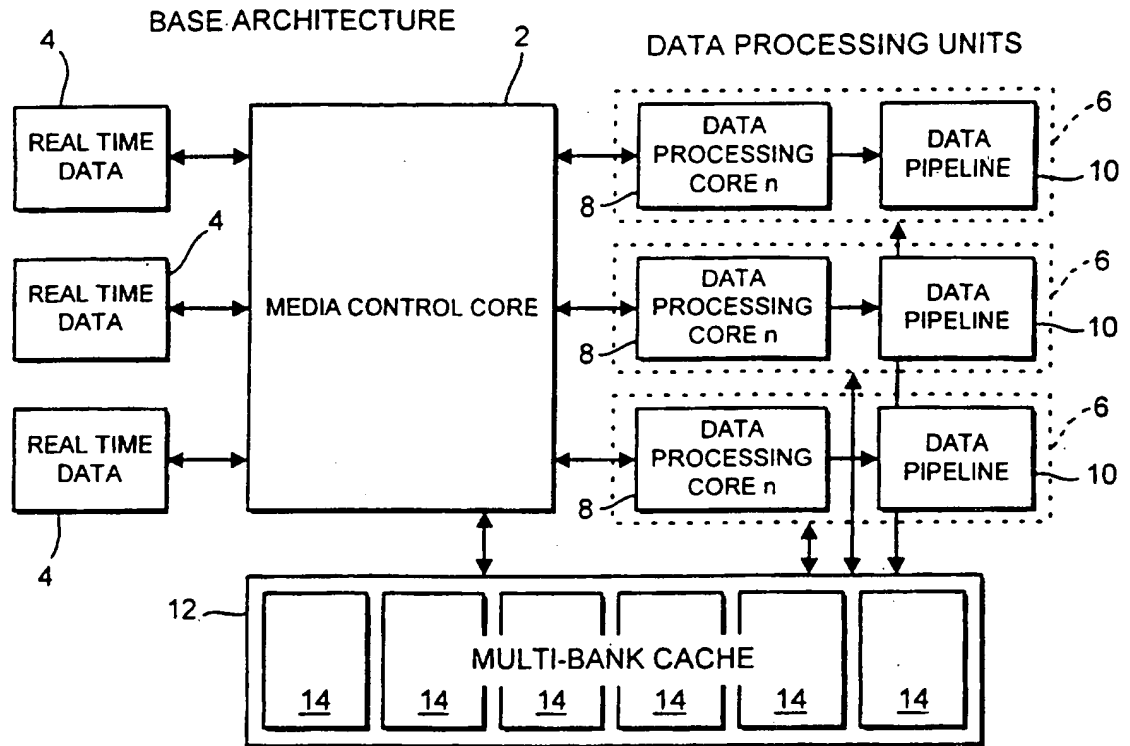 BASE ARCHITECTURE
DATA PROCESSING UNITS
4
2
REAL TIME
DATA
MEDIA CONTROL CORE
DATA
PROCESSING
CORE n
8
DATA
PIPELINE
6
10
4
REAL TIME
DATA
DATA
PROCESSING
CORE n
8
DATA
PIPELINE
6
10
REAL TIME
DATA
4
DATA
PROCESSING
CORE n
8
DATA
PIPELINE
6
10
12
MULTI-BANK CACHE
14
14
14
14
14
14